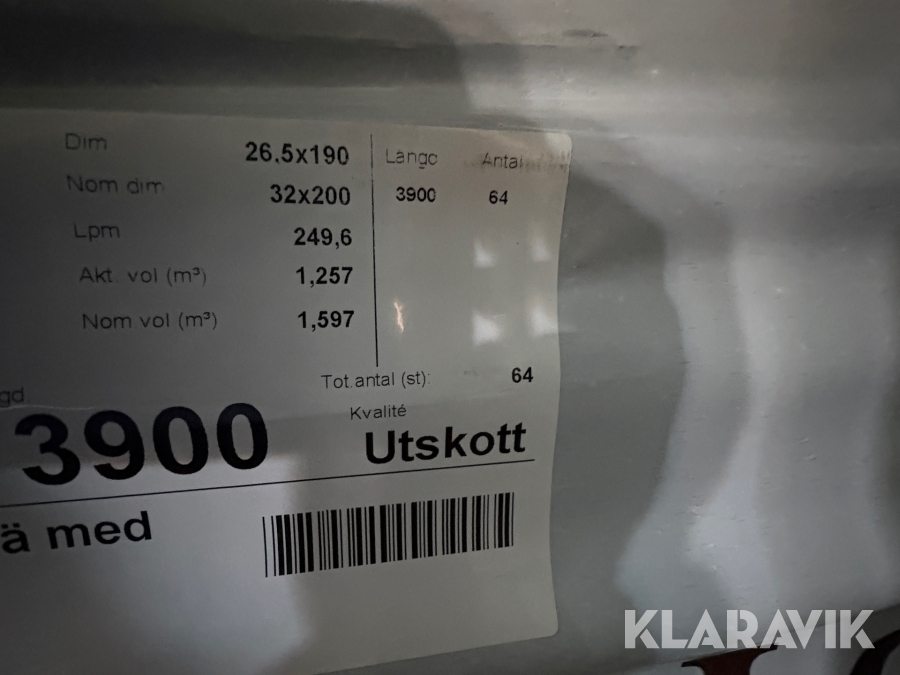 Dim 26.5x190 Längd Antal
Nom dim 32x200 3900 64
Lpm 249,6
Akt. vol (m³) 1,257
Nom vol (m³) 1,597
Tot.antal (st): 64
gd.
3900 Kvalité
Utskott
ä med
KLARAVIK